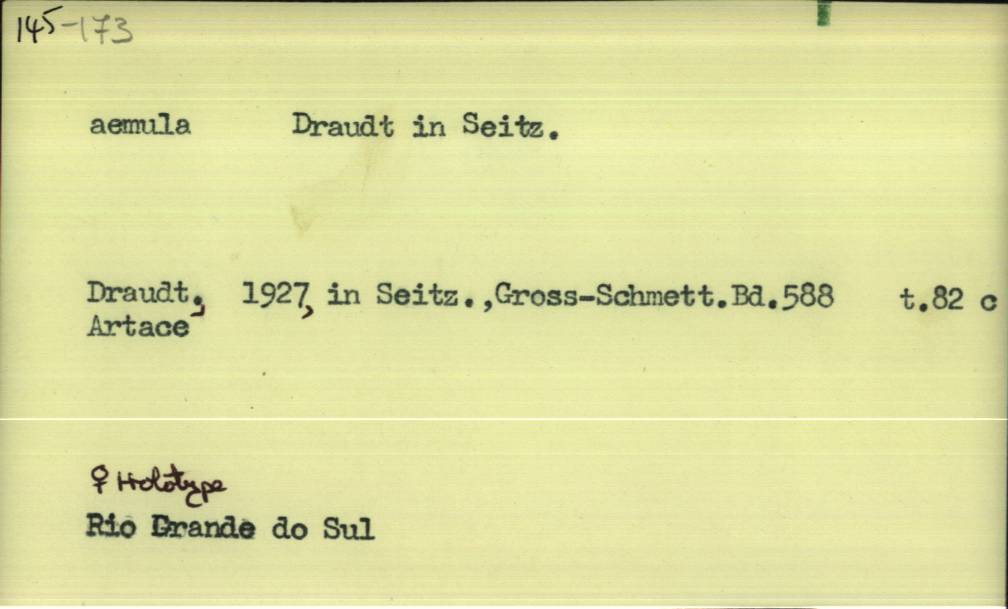 145-173
aemula Draudt in Seitz.
Draudt., 1927, in Seitz.,Gross-Schmett.Bd.588 t.82 c
Artace
♀ Holotype
Rio Grande do Sul